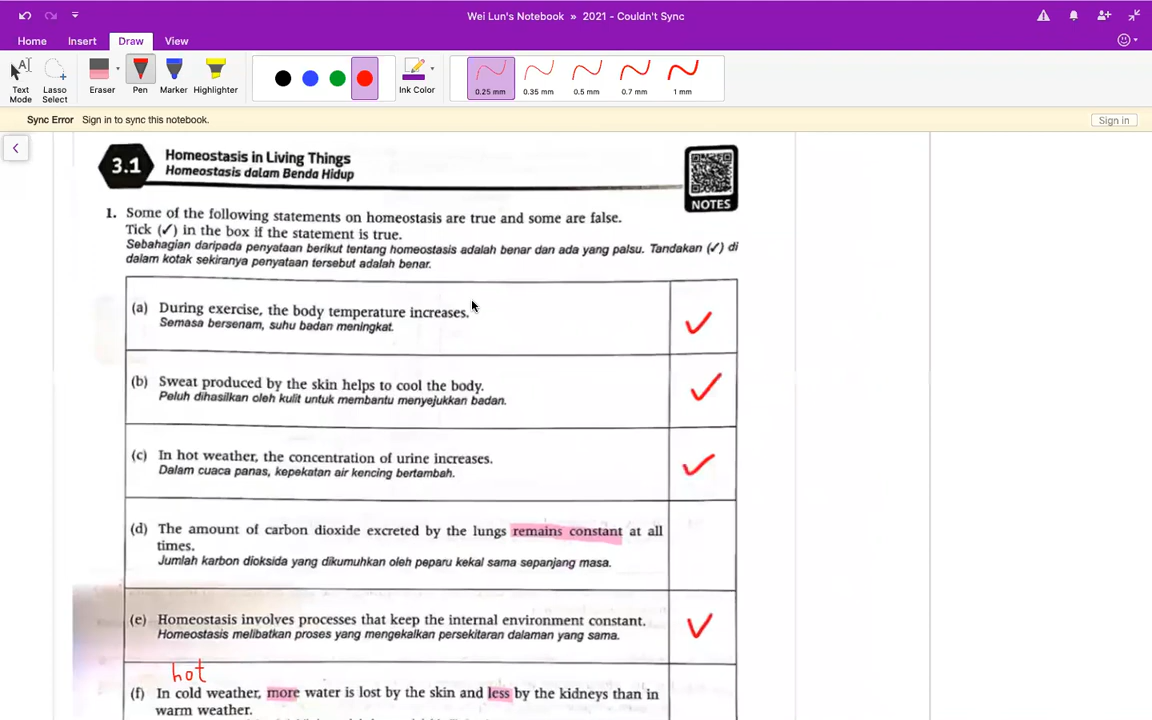 Wei Lun's Notebook » 2021 - Couldn't Sync
Home Insert Draw View
Text Mode
Lasso Select
Eraser
Pen
Marker
Highlighter
Ink Color
0.25 mm
0.35 mm
0.5 mm
0.7 mm
1 mm
Sync Error Sign in to sync this notebook.
Sign in
3.1
Homeostasis in Living Things
Homeostasis dalam Benda Hidup
NOTES
1. Some of the following statements on homeostasis are true and some are false.
Tick (✓) in the box if the statement is true.
Sebahagian daripada penyataan berikut tentang homeostasis adalah benar dan ada yang palsu. Tandakan (✓) di
dalam kotak sekiranya penyataan tersebut adalah benar.
(a) During exercise, the body temperature increases.
Semasa bersenam, suhu badan meningkat.
✓
(b) Sweat produced by the skin helps to cool the body.
Peluh dihasilkan oleh kulit untuk membantu menyejukkan badan.
✓
(c) In hot weather, the concentration of urine increases.
Dalam cuaca panas, kepekatan air kencing bertambah.
✓
(d) The amount of carbon dioxide excreted by the lungs remains constant at all
times.
Jumlah karbon dioksida yang dikumuhkan oleh peparu kekal sama sepanjang masa.
(e) Homeostasis involves processes that keep the internal environment constant.
Homeostasis melibatkan proses yang mengekalkan persekitaran dalaman yang sama.
✓
hot
(f) In cold weather, more water is lost by the skin and less by the kidneys than in
warm weather.